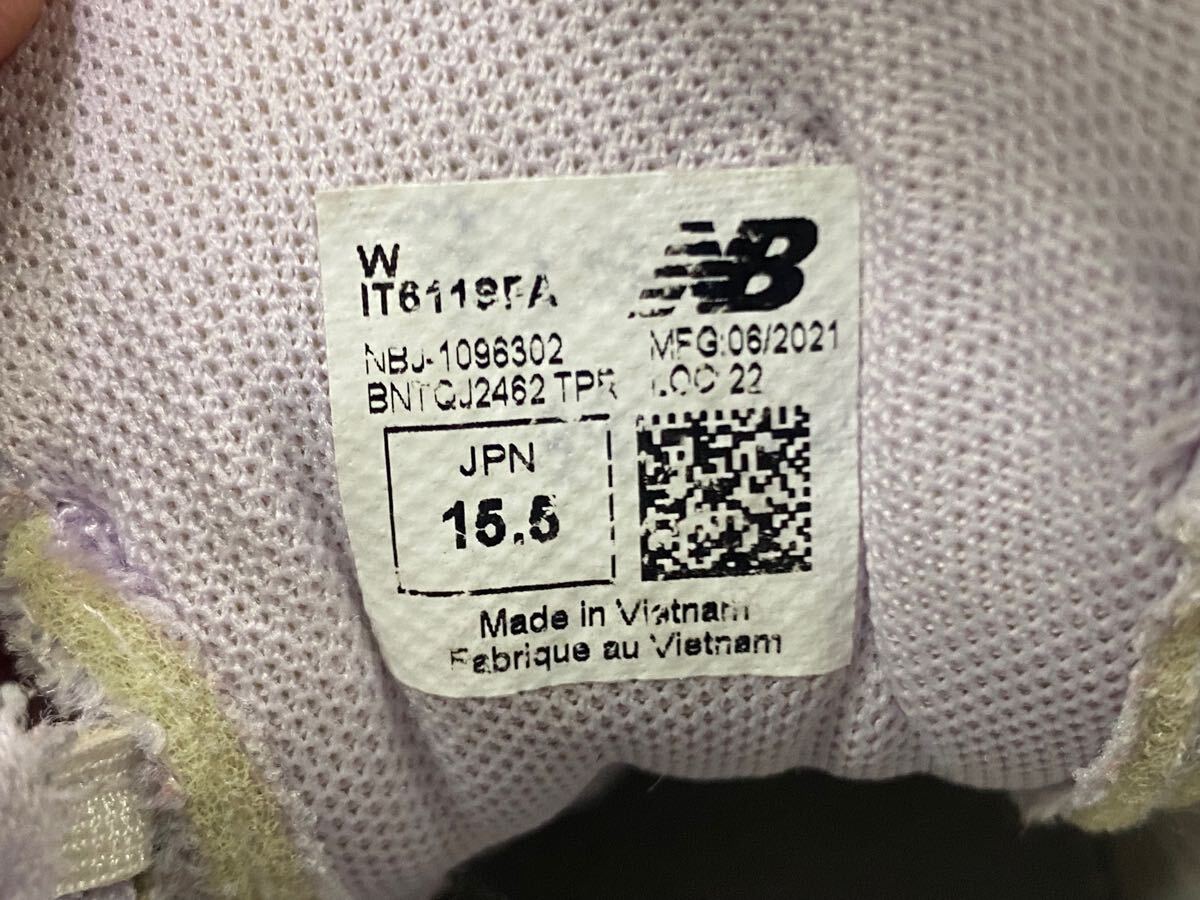 W
NB
IT6119FA
NBJ-1096302
MFG:06/2021
BNTQJ2462 TPR
LOC 22
JPN
15.5
Made in Vietnam
Fabrique au Vietnam